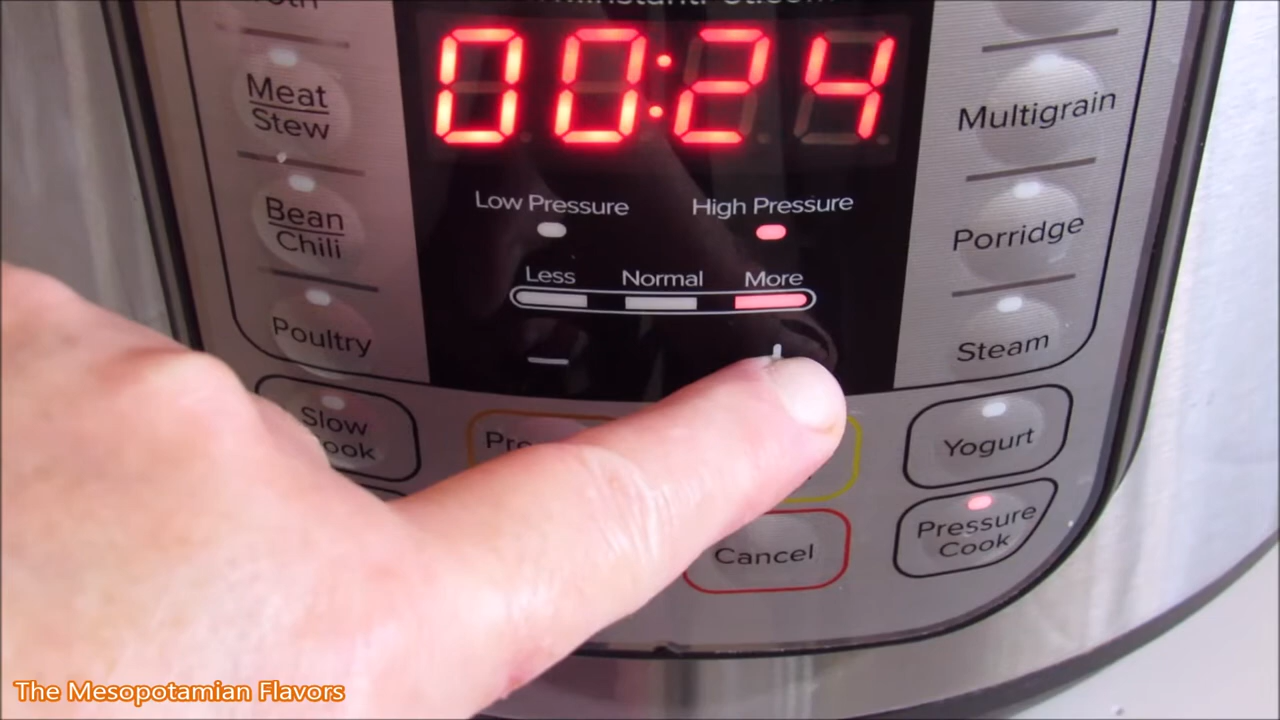 Meat
Stew
Bean
Chili
Poultry
Slow
00:24
Low Pressure
High Pressure
Less
Normal
More
Cancel
Multigrain
Porridge
Steam
Yogurt
Pressure
Cook
The Mesopotamian Flavors